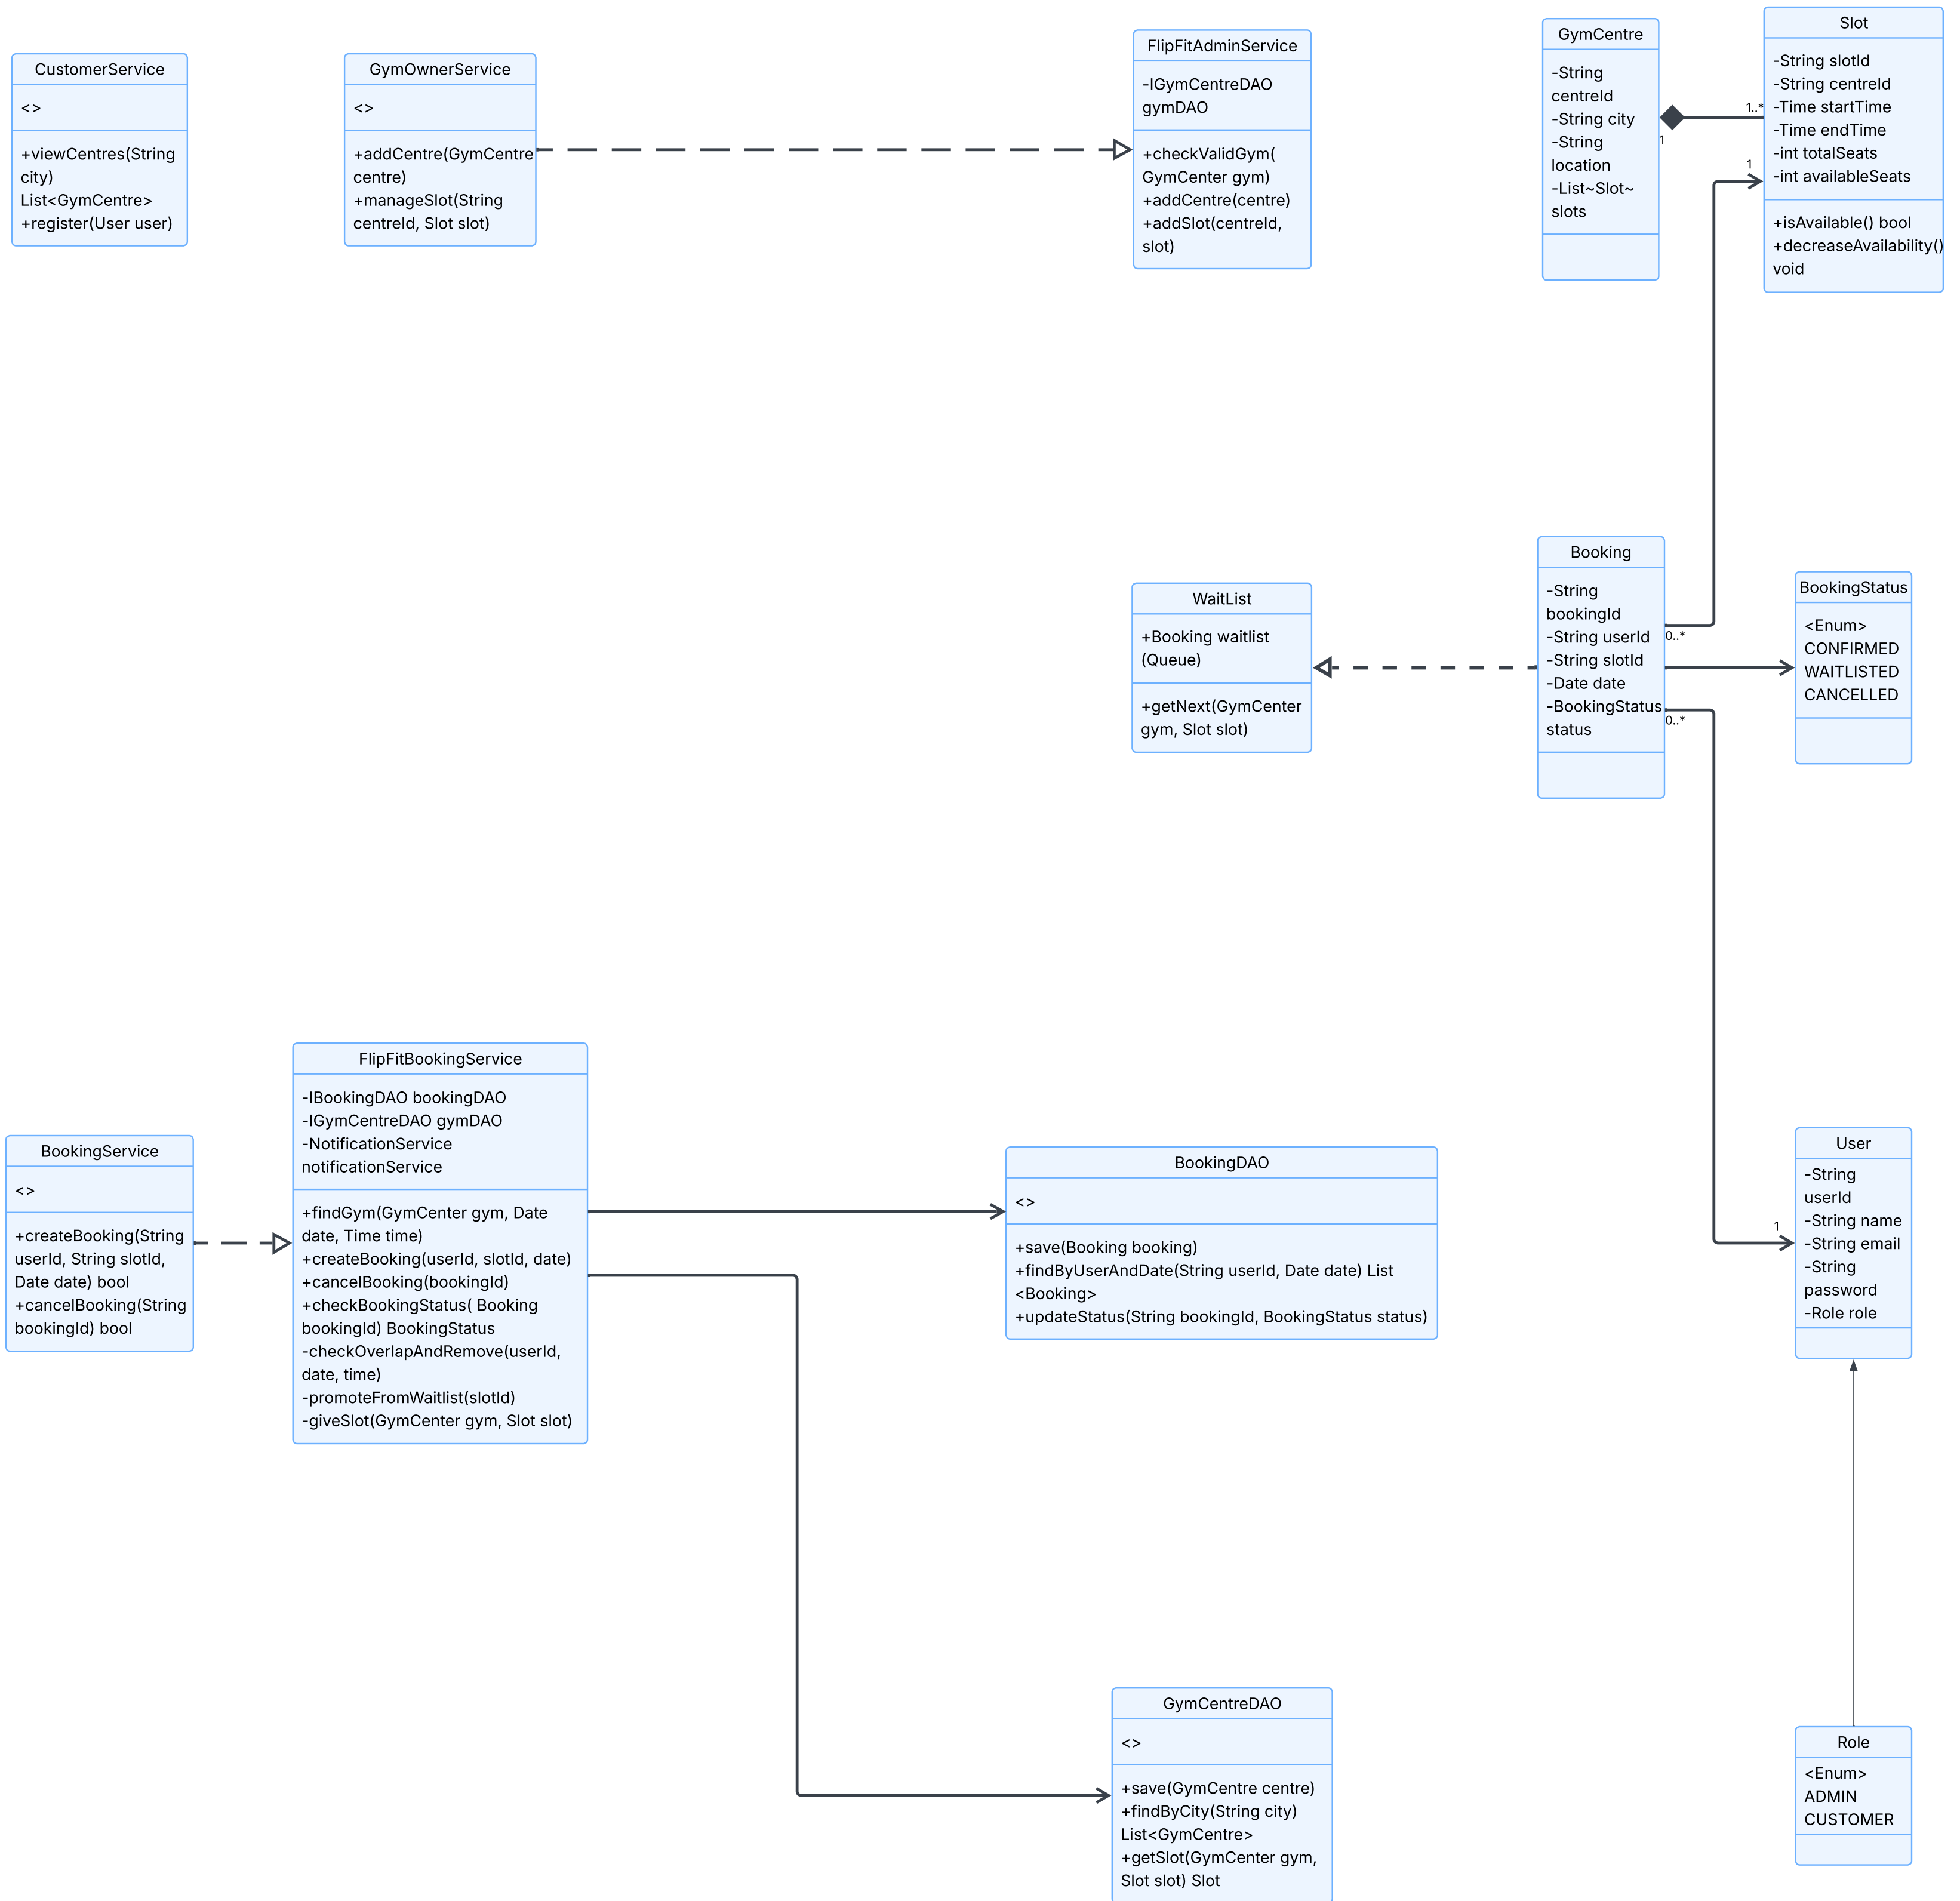 CustomerService
<>
+viewCentres(String
city)
List<GymCentre>
+register(User user)
GymOwnerService
<>
+addCentre(GymCentre
centre)
+manageSlot(String
centreId, Slot slot)
FlipFitAdminService
-IGymCentreDAO
gymDAO
+checkValidGym(
GymCenter gym)
+addCentre(centre)
+addSlot(centreId,
slot)
GymCentre
-String
centreId
-String city
-String
location
-List~Slot~
slots
1
1..*
Slot
-String slotId
-String centreId
-Time startTime
-Time endTime
-int totalSeats
-int availableSeats
+isAvailable() bool
+decreaseAvailability()
void
1
WaitList
+Booking waitlist
(Queue)
+getNext(GymCenter
gym, Slot slot)
Booking
-String
bookingId
-String userId
-String slotId
-Date date
-BookingStatus
status
0..*
0..*
BookingStatus
<Enum>
CONFIRMED
WAITLISTED
CANCELLED
BookingService
<>
+createBooking(String
userId, String slotId,
Date date) bool
+cancelBooking(String
bookingId) bool
FlipFitBookingService
-IBookingDAO bookingDAO
-IGymCentreDAO gymDAO
-NotificationService
notificationService
+findGym(GymCenter gym, Date
date, Time time)
+createBooking(userId, slotId, date)
+cancelBooking(bookingId)
+checkBookingStatus( Booking
bookingId) BookingStatus
-checkOverlapAndRemove(userId,
date, time)
-promoteFromWaitlist(slotId)
-giveSlot(GymCenter gym, Slot slot)
BookingDAO
<>
+save(Booking booking)
+findByUserAndDate(String userId, Date date) List
<Booking>
+updateStatus(String bookingId, BookingStatus status)
1
User
-String
userId
-String name
-String email
-String
password
-Role role
GymCentreDAO
<>
+save(GymCentre centre)
+findByCity(String city)
List<GymCentre>
+getSlot(GymCenter gym,
Slot slot) Slot
Role
<Enum>
ADMIN
CUSTOMER